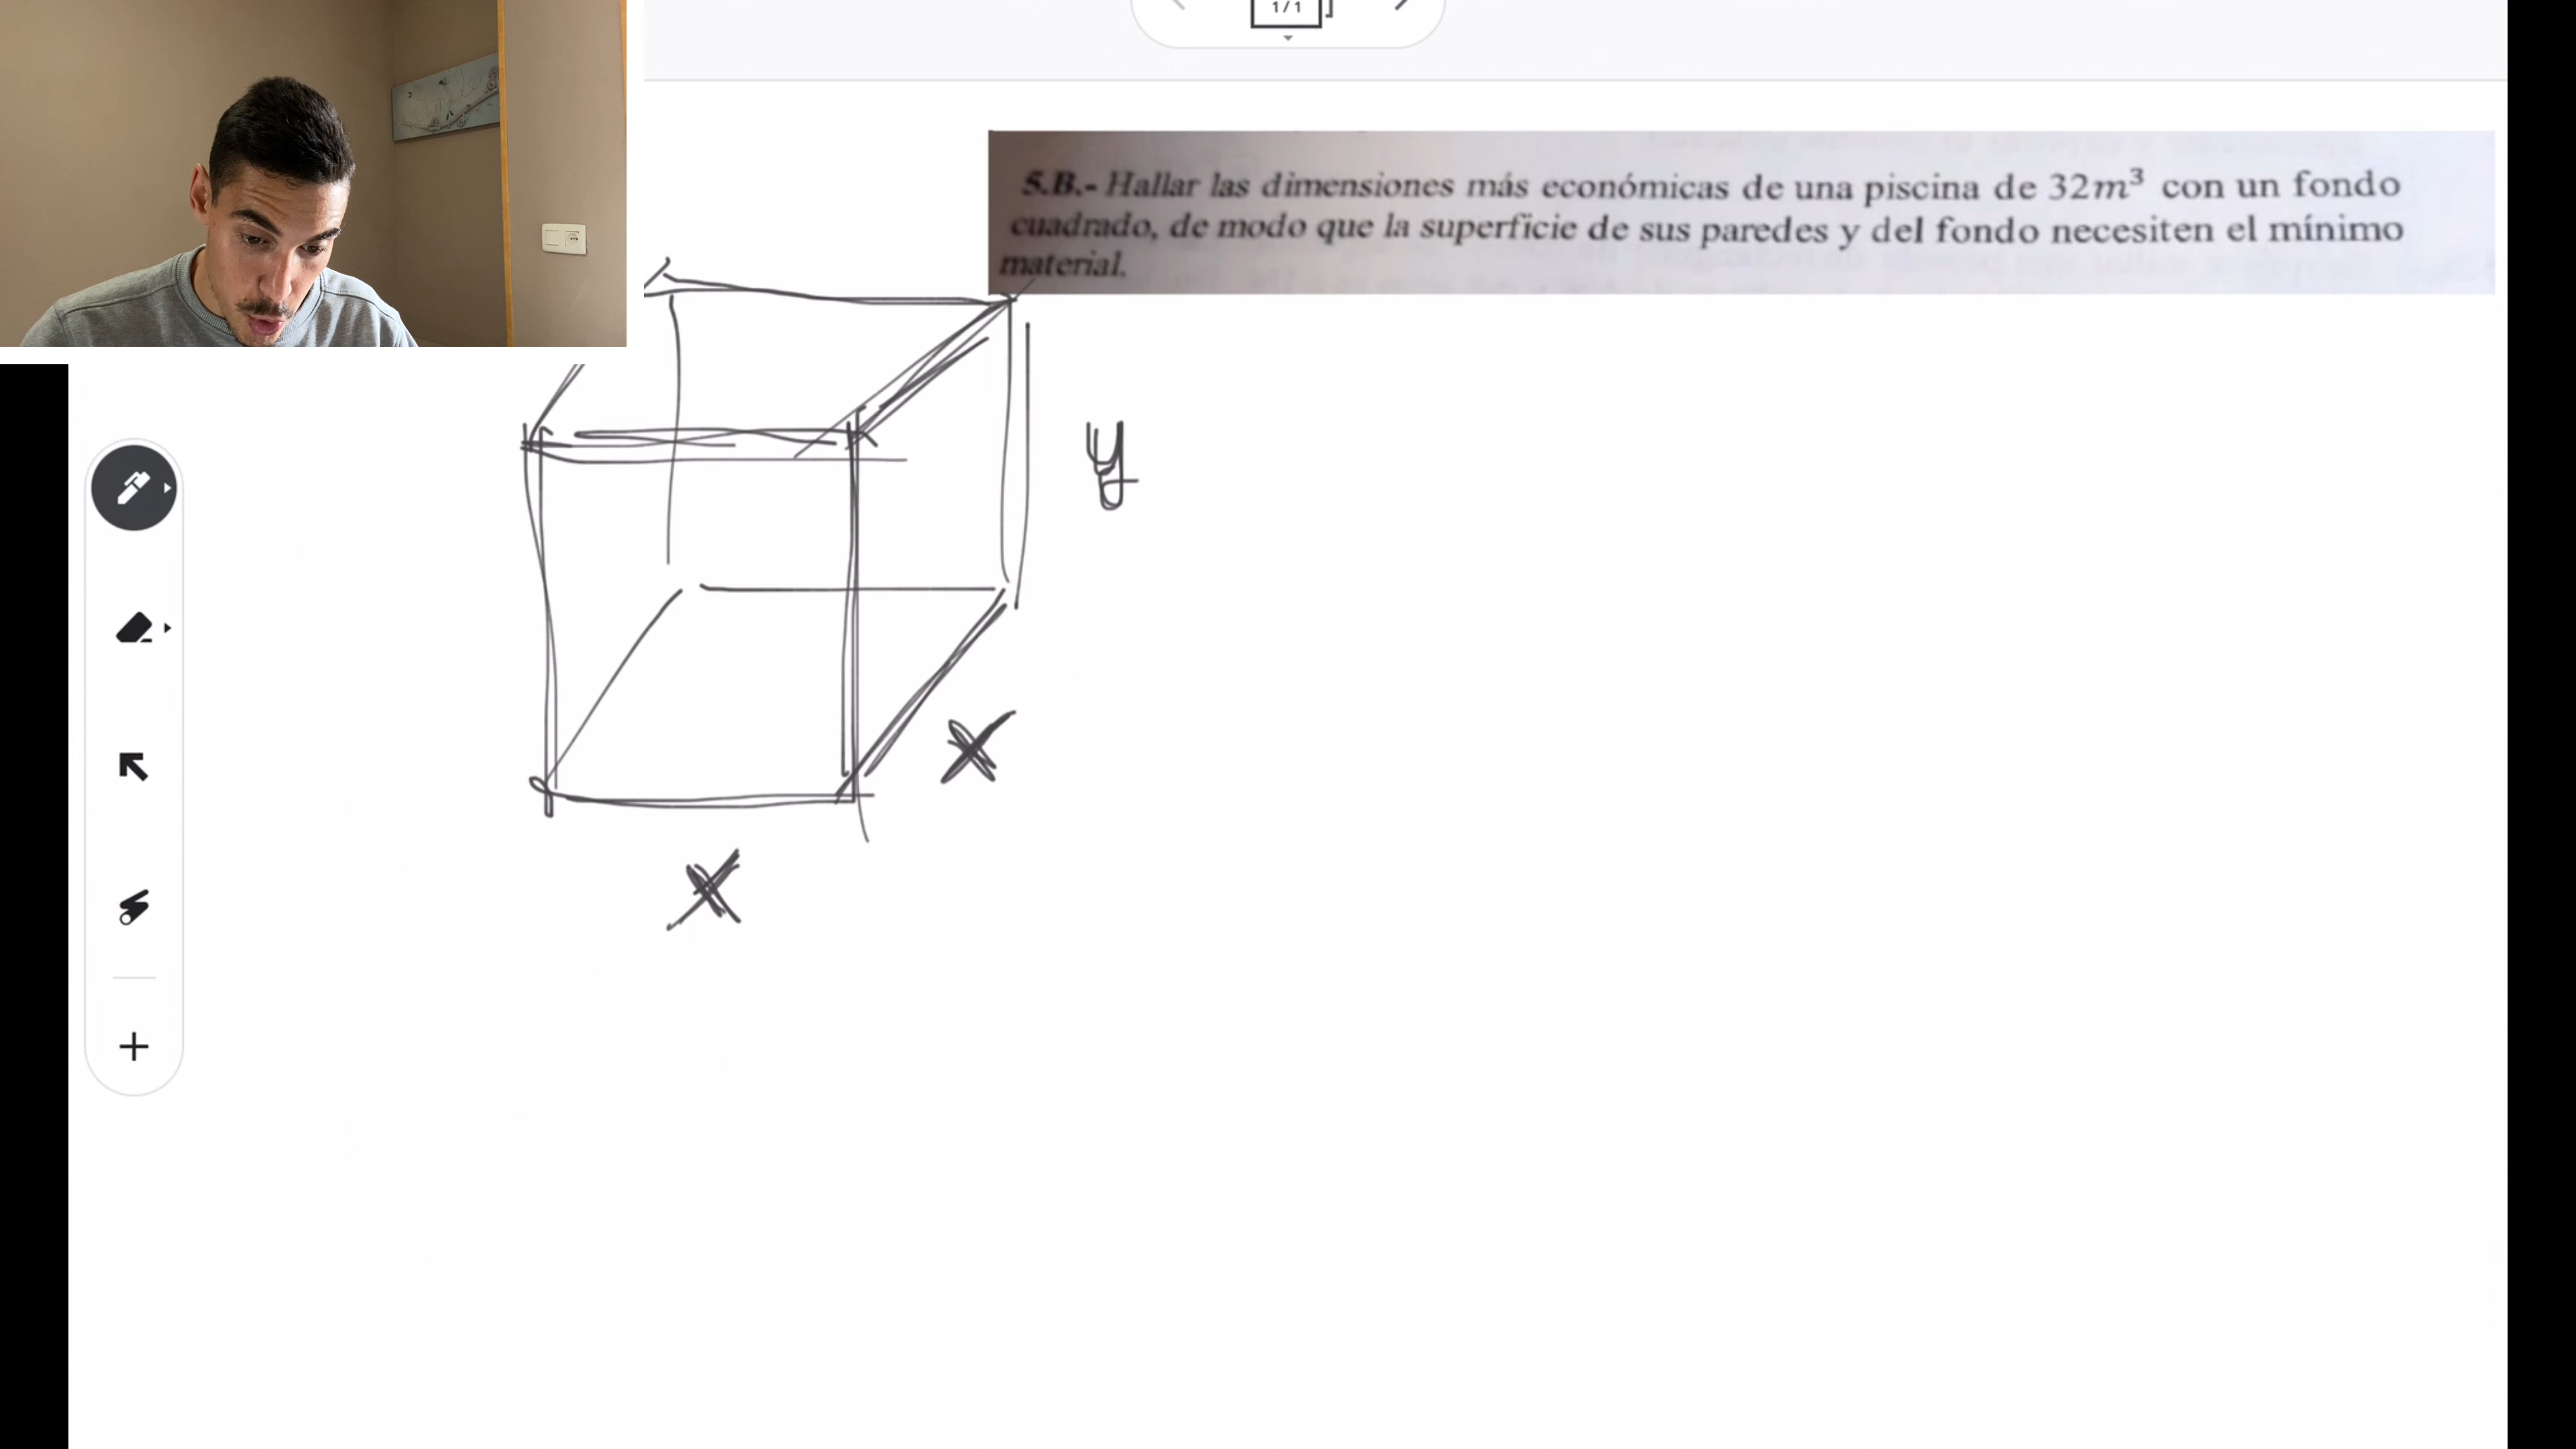 1 / 1
5.B.- Hallar las dimensiones más económicas de una piscina de 32m³ con un fondo
cuadrado, de modo que la superficie de sus paredes y del fondo necesiten el mínimo
material.
y
x
x